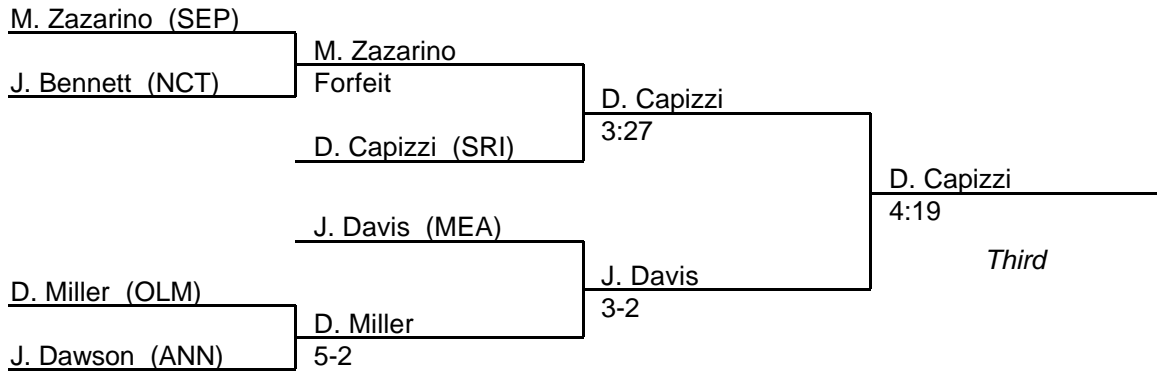 M. Zazarino (SEP)
M. Zazarino
J. Bennett (NCT)
Forfeit
D. Capizzi
3:27
D. Capizzi (SRI)
D. Capizzi
4:19
J. Davis (MEA)
Third
J. Davis
D. Miller (OLM)
3-2
D. Miller
J. Dawson (ANN)
5-2